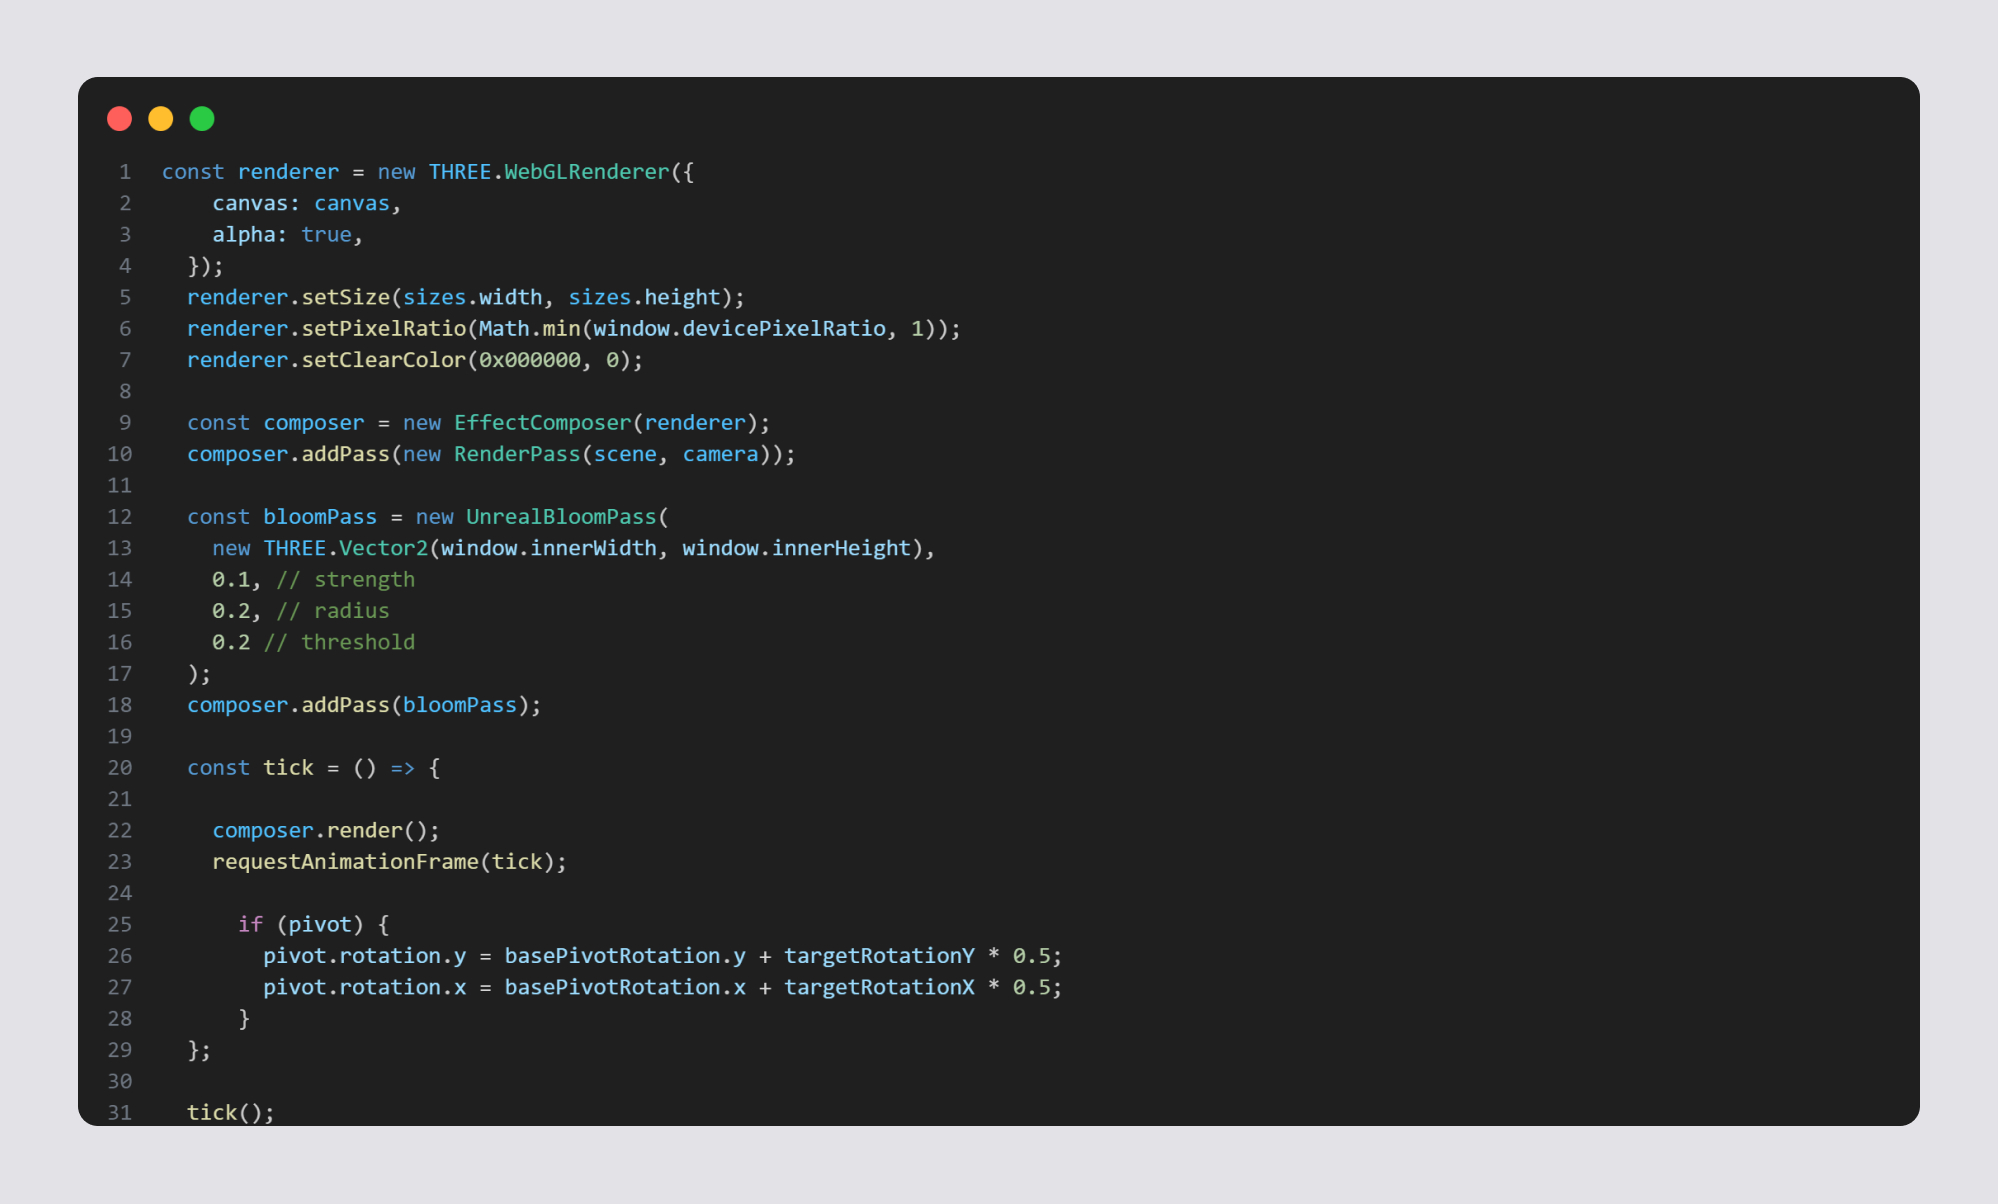 1 const renderer = new THREE.WebGLRenderer({
2     canvas: canvas,
3     alpha: true,
4   });
5   renderer.setSize(sizes.width, sizes.height);
6   renderer.setPixelRatio(Math.min(window.devicePixelRatio, 1));
7   renderer.setClearColor(0x000000, 0);
8
9   const composer = new EffectComposer(renderer);
10   composer.addPass(new RenderPass(scene, camera));
11
12   const bloomPass = new UnrealBloomPass(
13     new THREE.Vector2(window.innerWidth, window.innerHeight),
14     0.1, // strength
15     0.2, // radius
16     0.2 // threshold
17   );
18   composer.addPass(bloomPass);
19
20   const tick = () => {
21
22     composer.render();
23     requestAnimationFrame(tick);
24
25       if (pivot) {
26         pivot.rotation.y = basePivotRotation.y + targetRotationY * 0.5;
27         pivot.rotation.x = basePivotRotation.x + targetRotationX * 0.5;
28       }
29   };
30
31   tick();